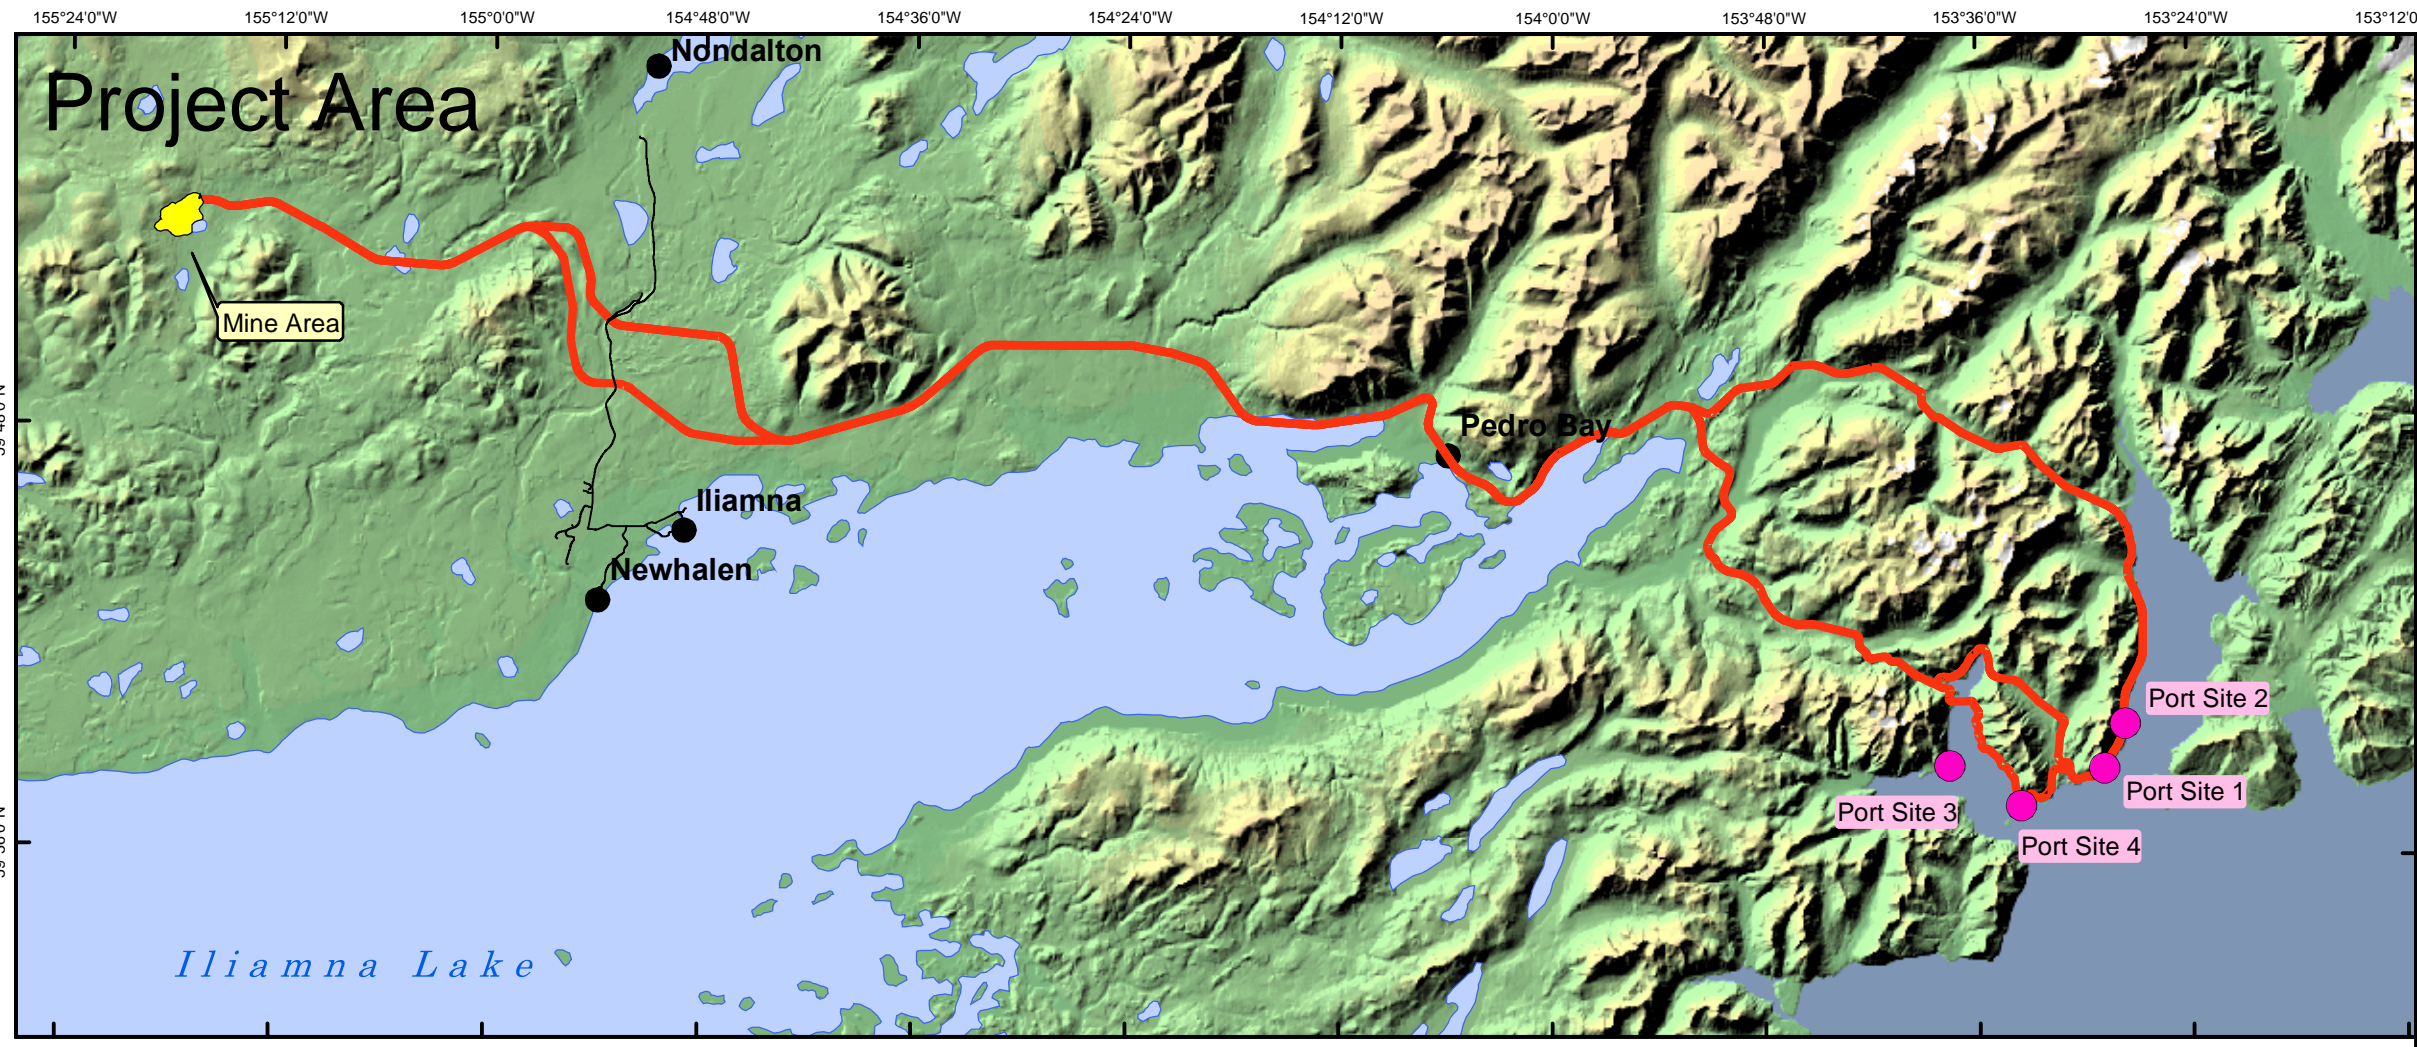 155°24'0"W 155°12'0"W 155°0'0"W 154°48'0"W 154°36'0"W 154°24'0"W 154°12'0"W 154°0'0"W 153°48'0"W 153°36'0"W 153°24'0"W
Nondalton
Project Area
Mine Area
Pedro Bay
Iliamna
Newhalen
Port Site 2
Port Site 1
Port Site 3
Port Site 4
Iliamna Lake